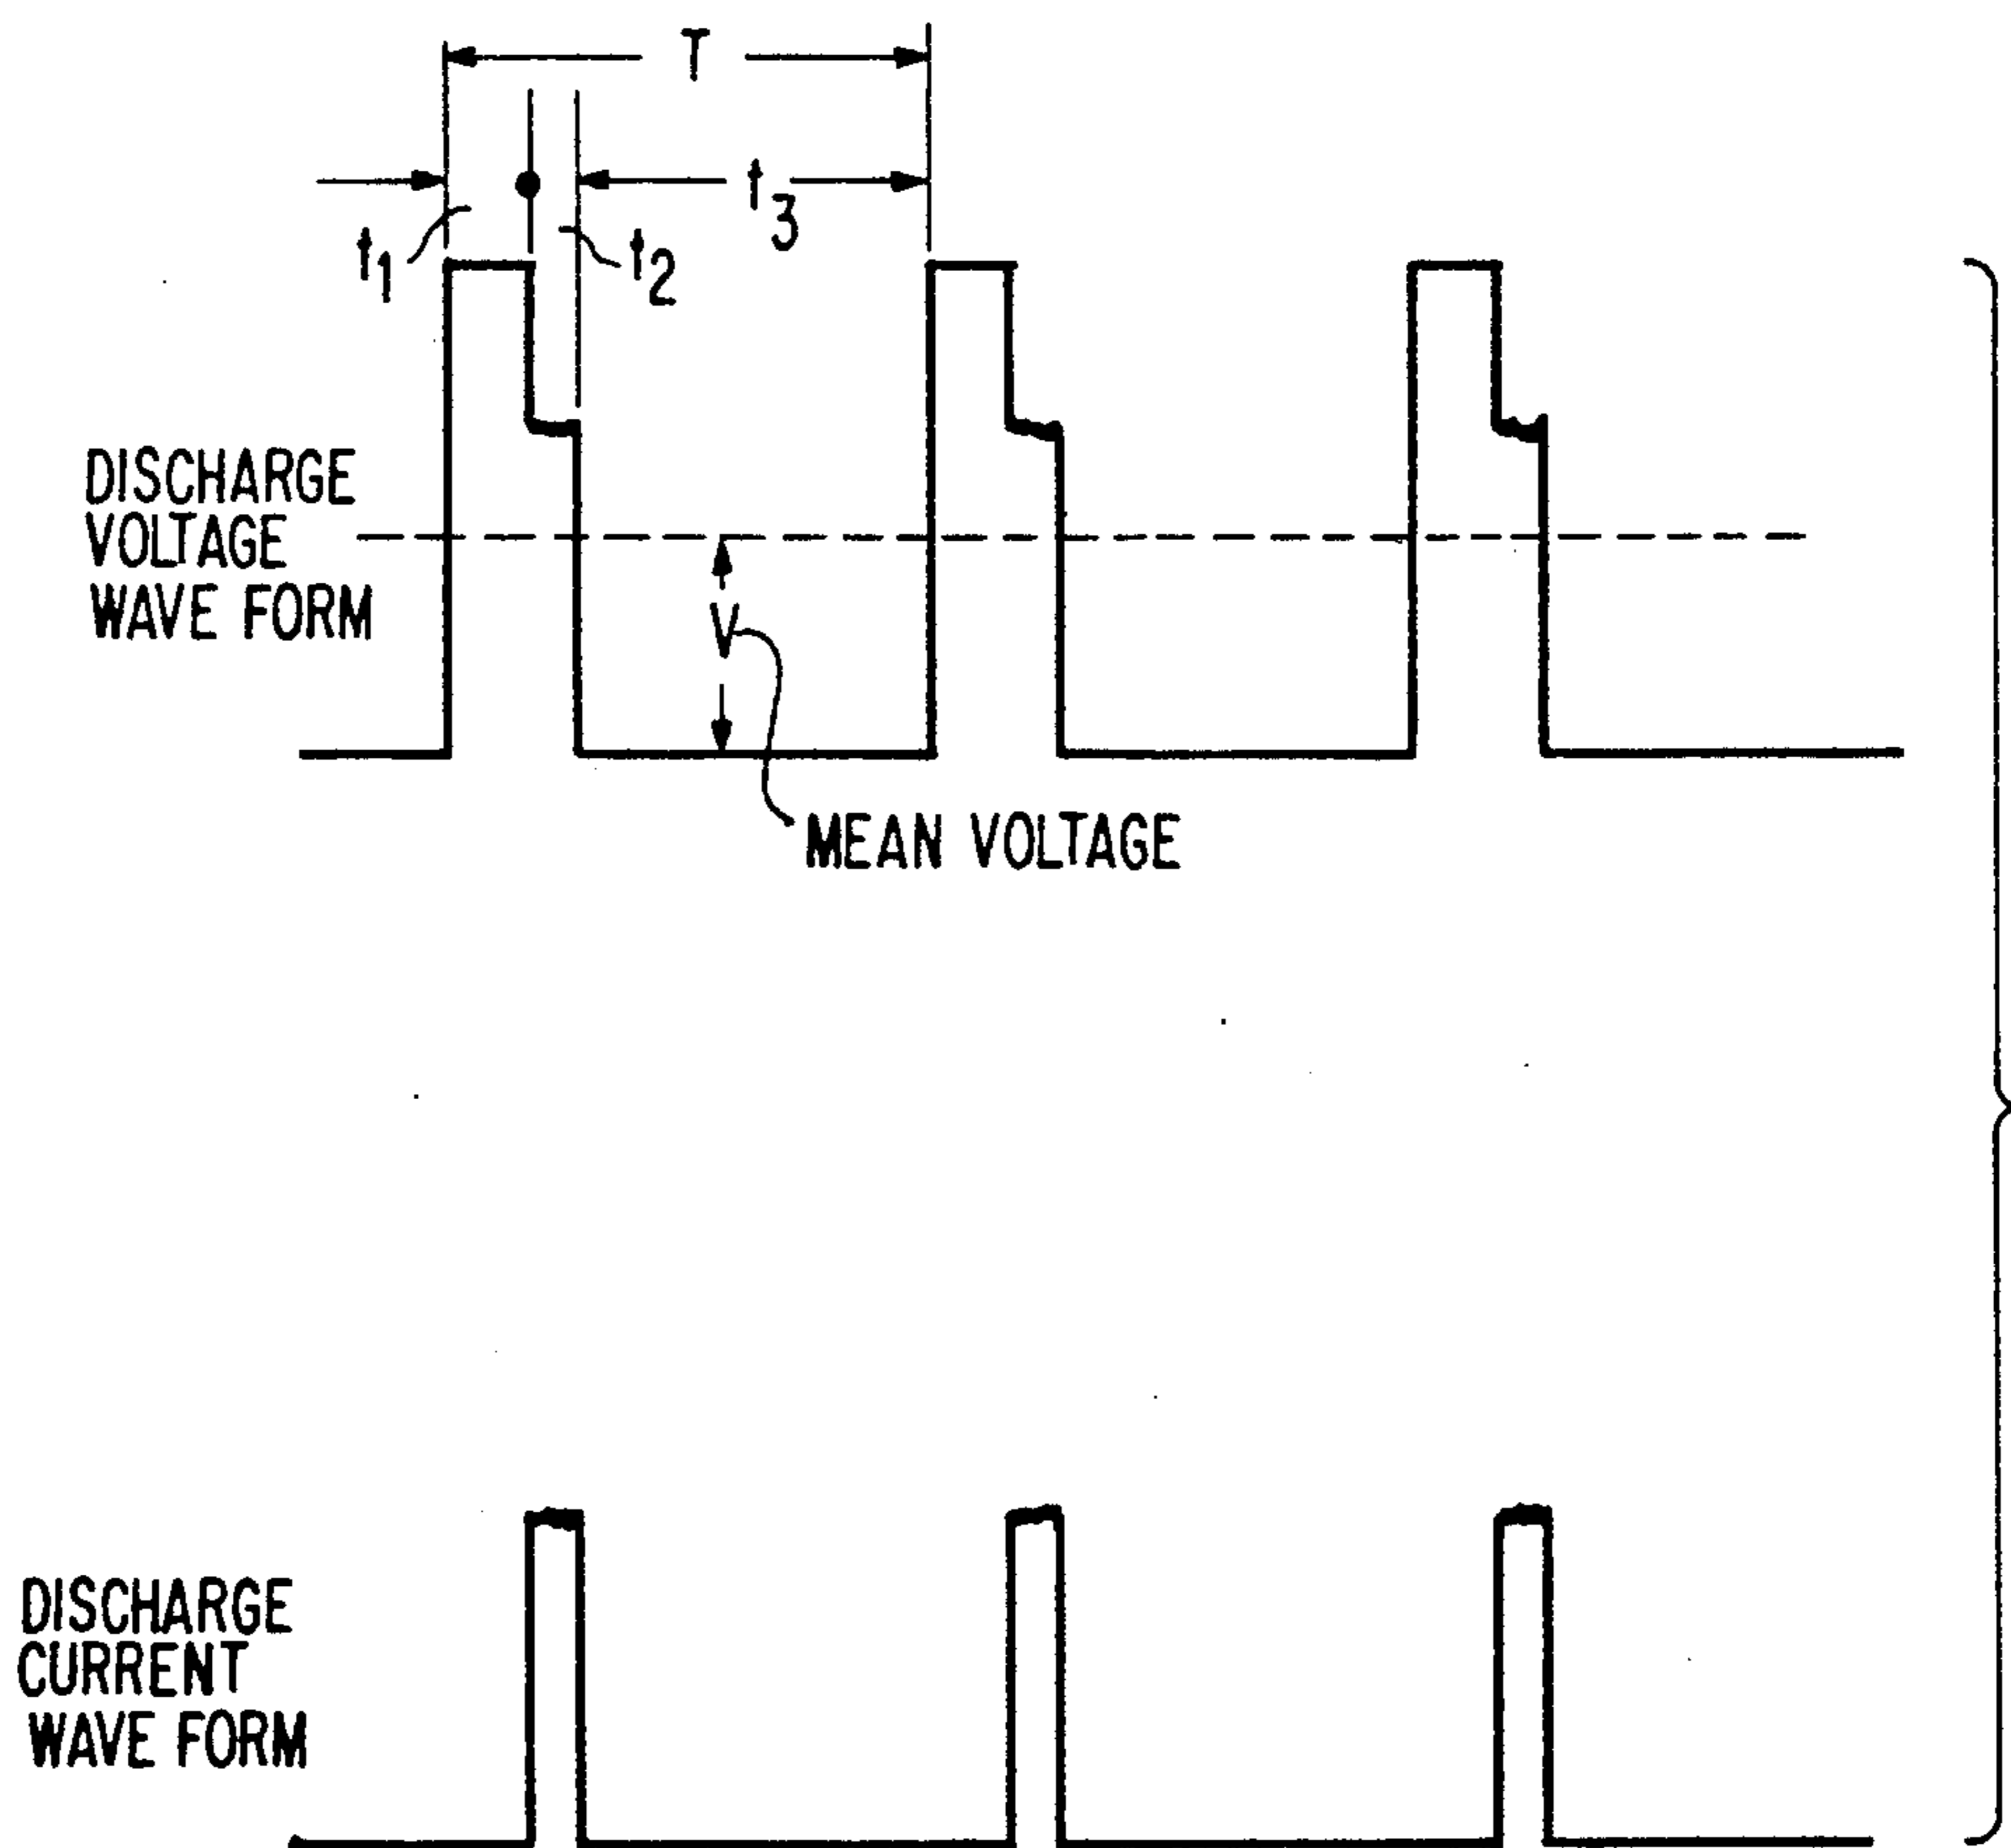 T
t3
t1
t2
DISCHARGE
VOLTAGE
WAVE FORM
V
MEAN VOLTAGE
DISCHARGE
CURRENT
WAVE FORM